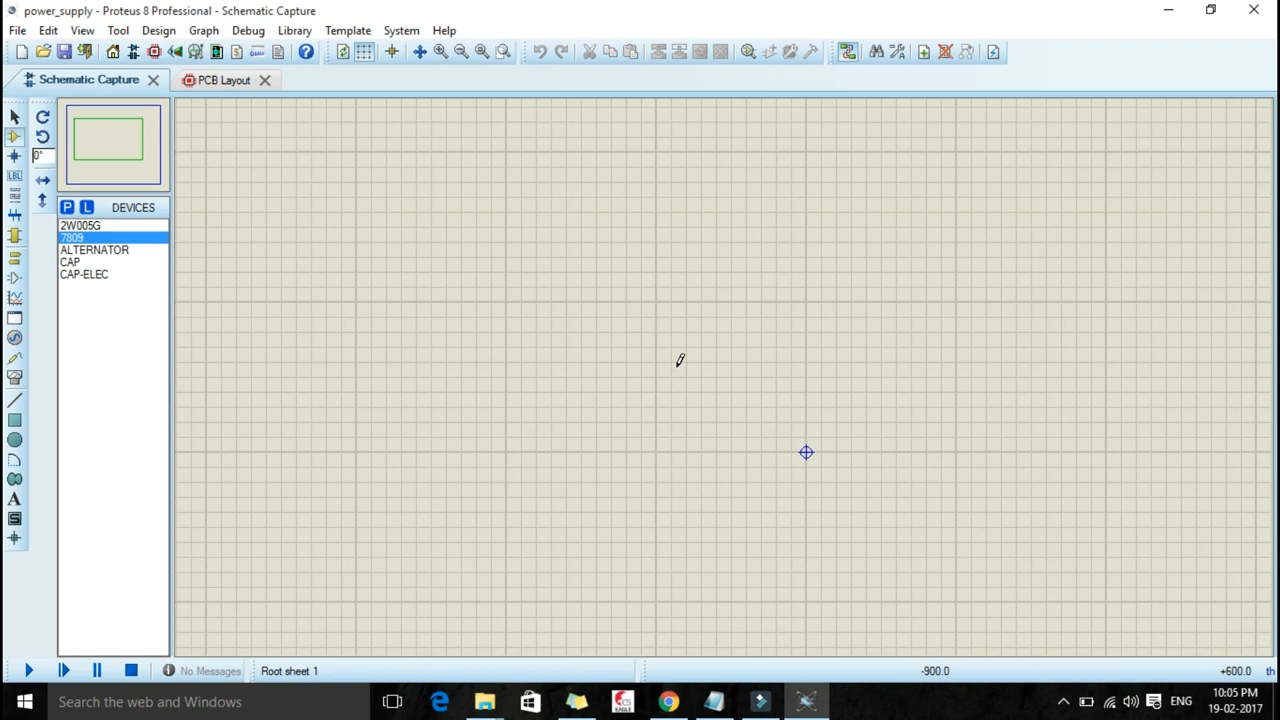 power_supply - Proteus 8 Professional - Schematic Capture
File Edit View Tool Design Graph Debug Library Template System Help
Schematic Capture PCB Layout
0°
LBL
P L DEVICES
2W005G
7809
ALTERNATOR
CAP
CAP-ELEC
A
S
No Messages Root sheet 1 -900.0 +600.0 th
Search the web and Windows ENG 10:05 PM
19-02-2017